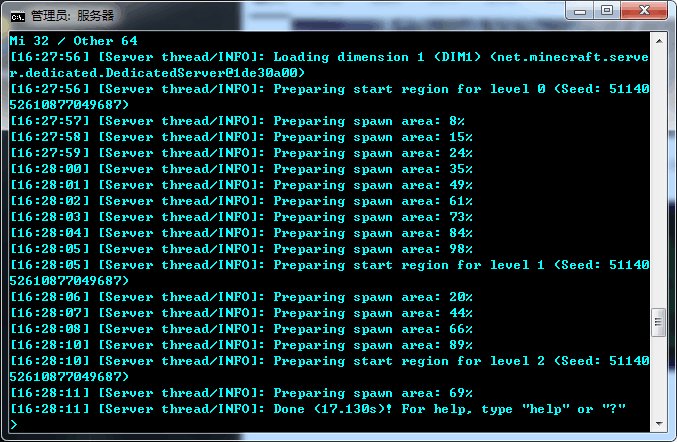 管理员: 服务器
Mi 32 / Other 64
[16:27:56] [Server thread/INFO]: Loading dimension 1 (DIM1) (net.minecraft.serve
r.dedicated.DedicatedServer@1de30a00)
[16:27:56] [Server thread/INFO]: Preparing start region for level 0 (Seed: 51140
52610877049687)
[16:27:57] [Server thread/INFO]: Preparing spawn area: 8%
[16:27:58] [Server thread/INFO]: Preparing spawn area: 15%
[16:27:59] [Server thread/INFO]: Preparing spawn area: 24%
[16:28:00] [Server thread/INFO]: Preparing spawn area: 35%
[16:28:01] [Server thread/INFO]: Preparing spawn area: 49%
[16:28:02] [Server thread/INFO]: Preparing spawn area: 61%
[16:28:03] [Server thread/INFO]: Preparing spawn area: 73%
[16:28:04] [Server thread/INFO]: Preparing spawn area: 84%
[16:28:05] [Server thread/INFO]: Preparing spawn area: 98%
[16:28:05] [Server thread/INFO]: Preparing start region for level 1 (Seed: 51140
52610877049687)
[16:28:06] [Server thread/INFO]: Preparing spawn area: 20%
[16:28:07] [Server thread/INFO]: Preparing spawn area: 44%
[16:28:08] [Server thread/INFO]: Preparing spawn area: 66%
[16:28:10] [Server thread/INFO]: Preparing spawn area: 89%
[16:28:10] [Server thread/INFO]: Preparing start region for level 2 (Seed: 51140
52610877049687)
[16:28:11] [Server thread/INFO]: Preparing spawn area: 69%
[16:28:11] [Server thread/INFO]: Done (17.130s)! For help, type "help" or "?"
>